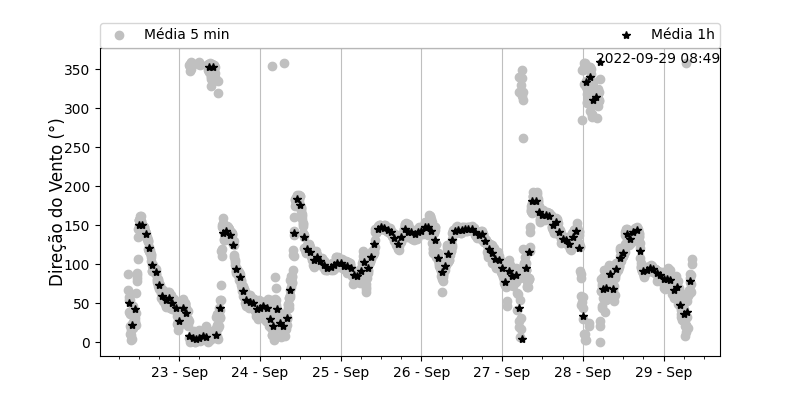 Média 5 min
Média 1h
2022-09-29 08:49
Direção do Vento (°)
350
300
250
200
150
100
50
0
23 - Sep
24 - Sep
25 - Sep
26 - Sep
27 - Sep
28 - Sep
29 - Sep